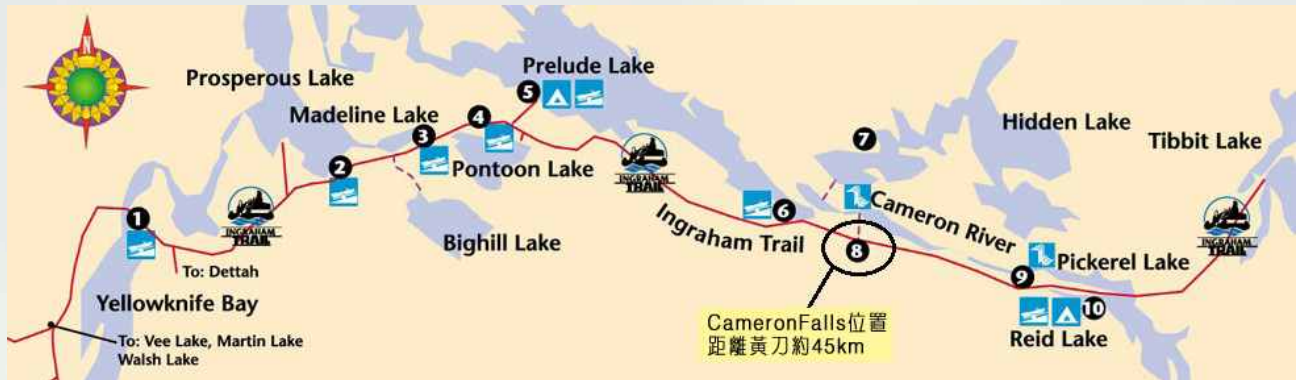 N
Prosperous Lake
Madeline Lake
Prelude Lake
5
4
3
2
Pontoon Lake
Bighill Lake
INGRAHAM
TRAIL
1
INGRAHAM
TRAIL
To: Dettah
Yellowknife Bay
To: Vee Lake, Martin Lake
Walsh Lake
Ingraham Trail
6
7
8
Cameron River
Hidden Lake
Tibbit Lake
INGRAHAM
TRAIL
9
Pickerel Lake
10
Reid Lake
CameronFalls位置
距離黃刀約45km